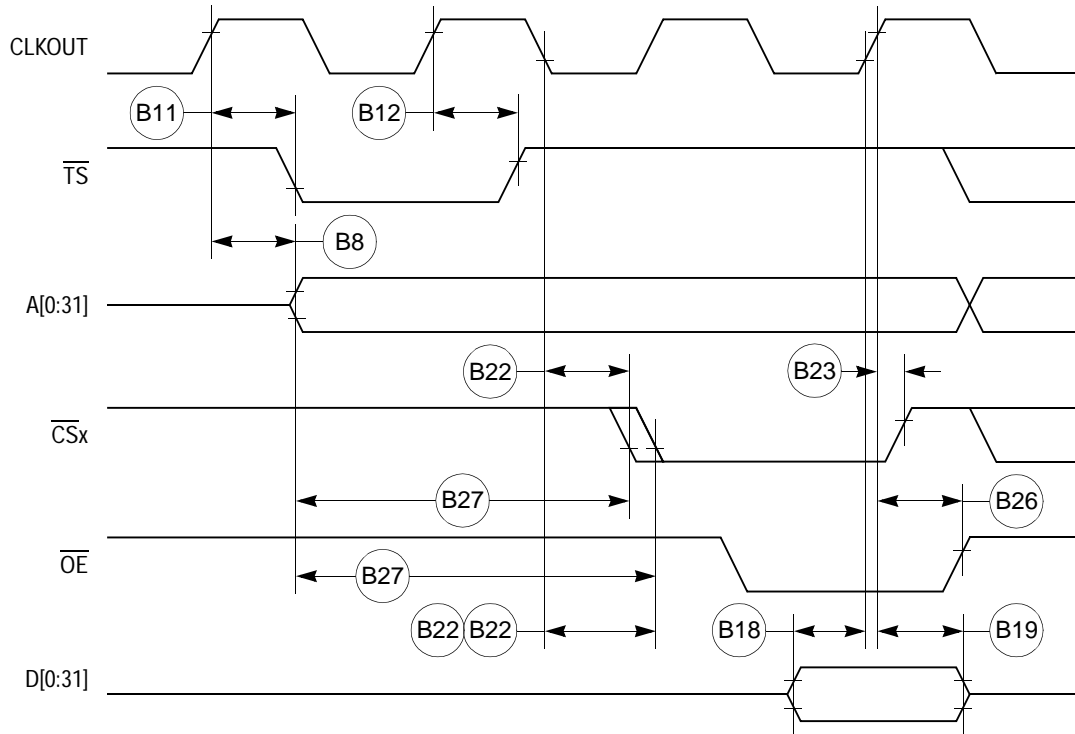 CLKOUT
B11
B12
TS
B8
A[0:31]
B22
B23
CSx
B27
B26
OE
B27
B22 B22
B18
B19
D[0:31]